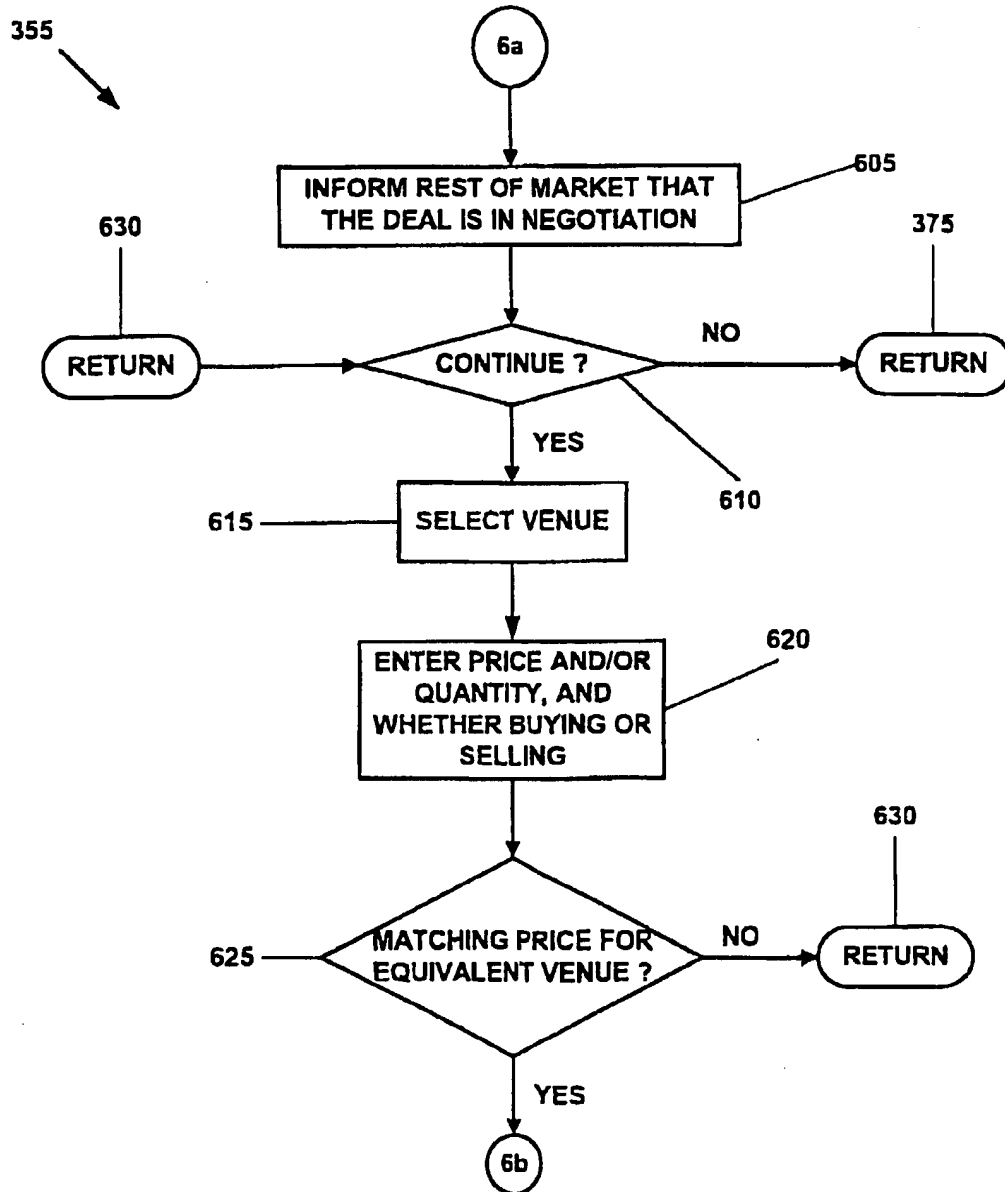 355
6a
INFORM REST OF MARKET THAT
THE DEAL IS IN NEGOTIATION
605
630
375
RETURN
CONTINUE ?
NO
RETURN
YES
610
615
SELECT VENUE
620
ENTER PRICE AND/OR
QUANTITY, AND
WHETHER BUYING OR
SELLING
630
625
MATCHING PRICE FOR
EQUIVALENT VENUE ?
NO
RETURN
YES
6b